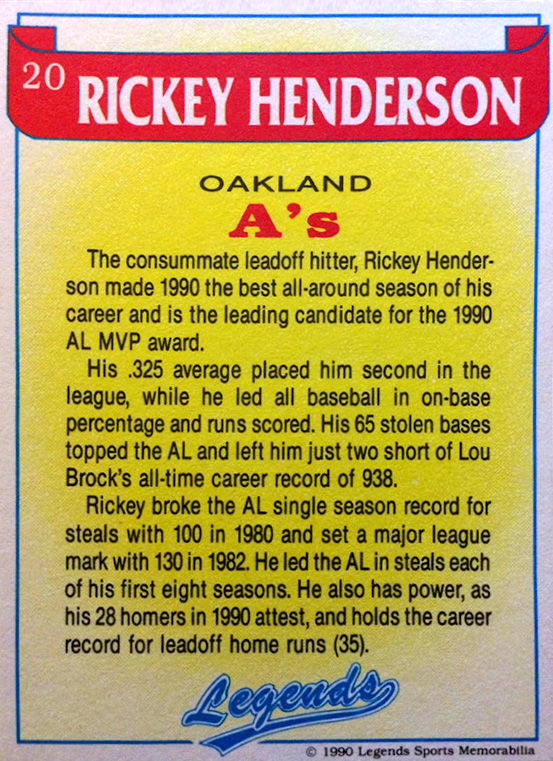 20 RICKEY HENDERSON
OAKLAND
A's
The consummate leadoff hitter, Rickey Hender-
son made 1990 the best all-around season of his
career and is the leading candidate for the 1990
AL MVP award.
His .325 average placed him second in the
league, while he led all baseball in on-base
percentage and runs scored. His 65 stolen bases
topped the AL and left him just two short of Lou
Brock's all-time career record of 938.
Rickey broke the AL single season record for
steals with 100 in 1980 and set a major league
mark with 130 in 1982. He led the AL in steals each
of his first eight seasons. He also has power, as
his 28 homers in 1990 attest, and holds the career
record for leadoff home runs (35).
Legends
© 1990 Legends Sports Memorabilia